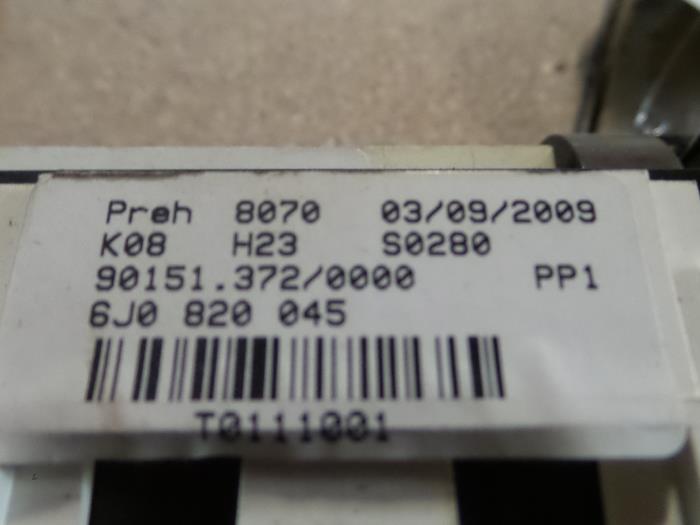 Preh 8070 03/09/2009
K08 H23 S0280
90151.372/0000 PP1
6J0 820 045
T0111001